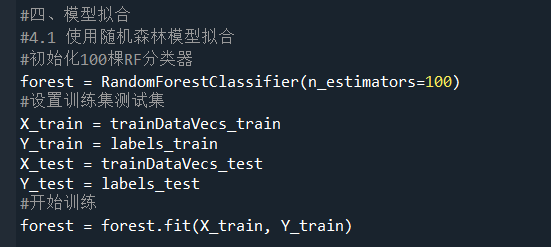 #四、模型拟合
#4.1 使用随机森林模型拟合
#初始化100棵RF分类器
forest = RandomForestClassifier(n_estimators=100)
#设置训练集测试集
X_train = trainDataVecs_train
Y_train = labels_train
X_test = trainDataVecs_test
Y_test = labels_test
#开始训练
forest = forest.fit(X_train, Y_train)